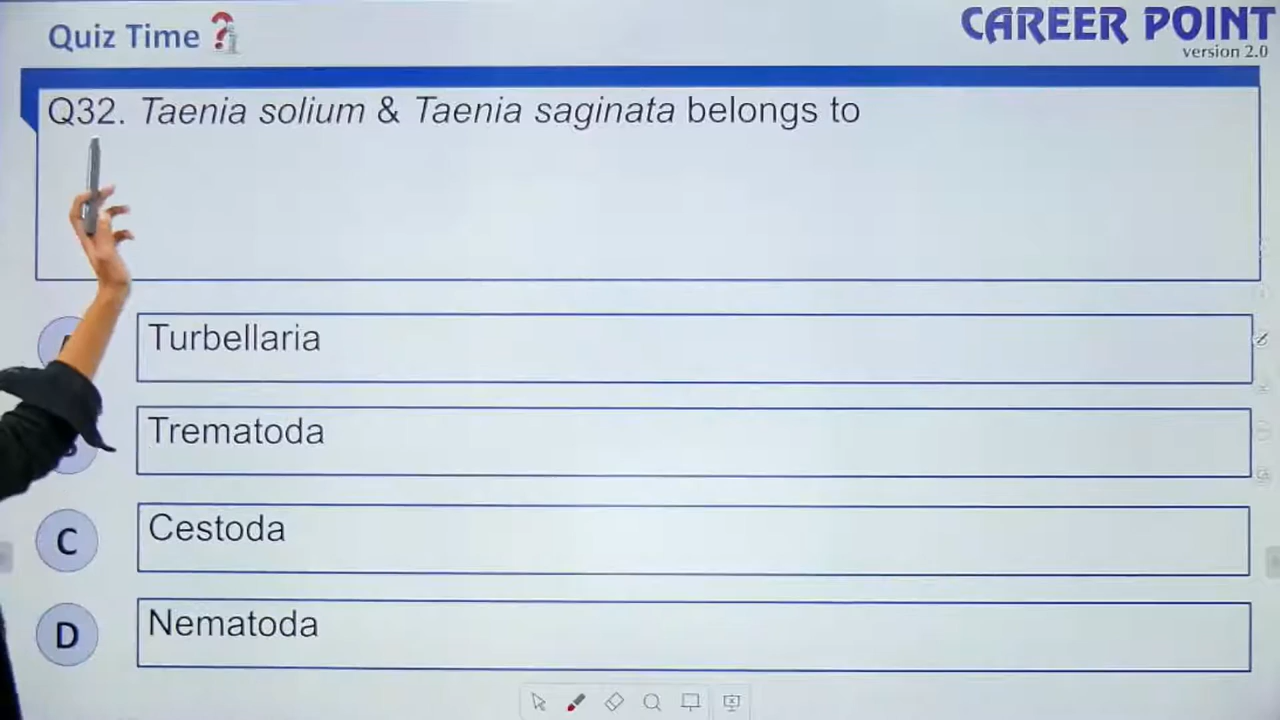 Quiz Time
CAREER POINT
version 2.0
Q32. Taenia solium & Taenia saginata belongs to
Turbellaria
Trematoda
C Cestoda
D Nematoda